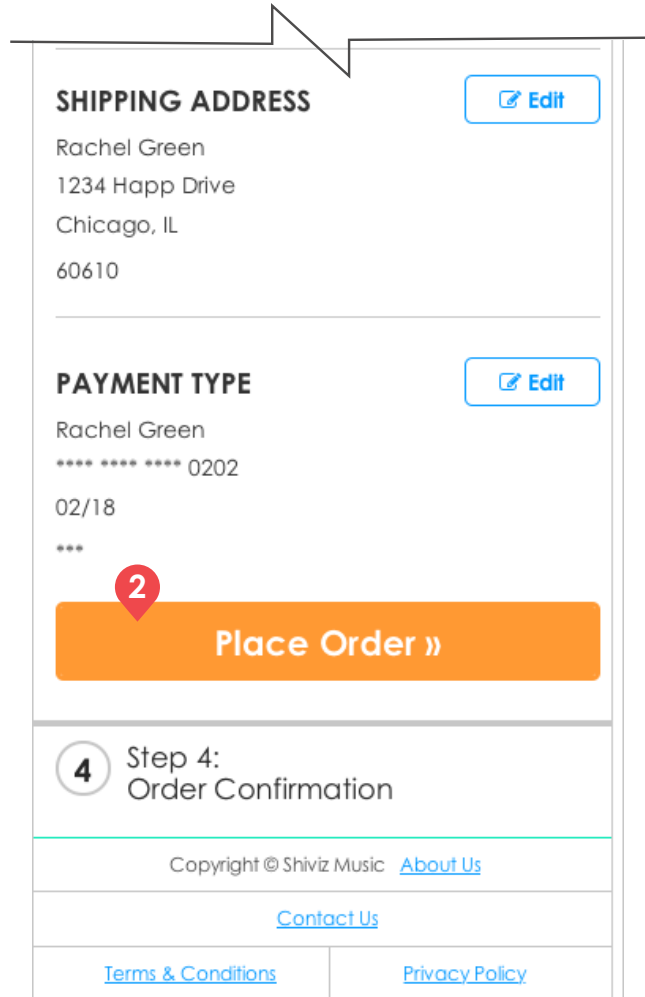 SHIPPING ADDRESS
Edit
Rachel Green
1234 Happ Drive
Chicago, IL
60610
PAYMENT TYPE
Edit
Rachel Green
**** **** **** 0202
02/18
***
2
Place Order »
4
Step 4:
Order Confirmation
Copyright © Shiviz Music About Us
Contact Us
Terms & Conditions
Privacy Policy